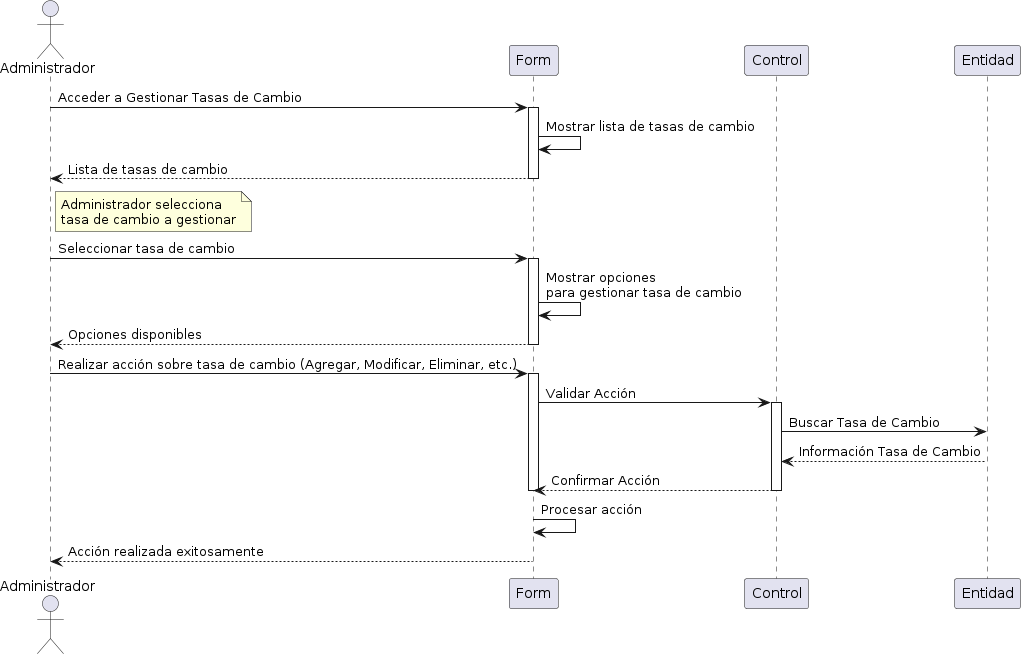 Administrador
Form
Control
Entidad
Acceder a Gestionar Tasas de Cambio
Mostrar lista de tasas de cambio
Lista de tasas de cambio
Administrador selecciona
tasa de cambio a gestionar
Seleccionar tasa de cambio
Mostrar opciones
para gestionar tasa de cambio
Opciones disponibles
Realizar acción sobre tasa de cambio (Agregar, Modificar, Eliminar, etc.)
Validar Acción
Buscar Tasa de Cambio
Información Tasa de Cambio
Confirmar Acción
Procesar acción
Acción realizada exitosamente
Administrador
Form
Control
Entidad